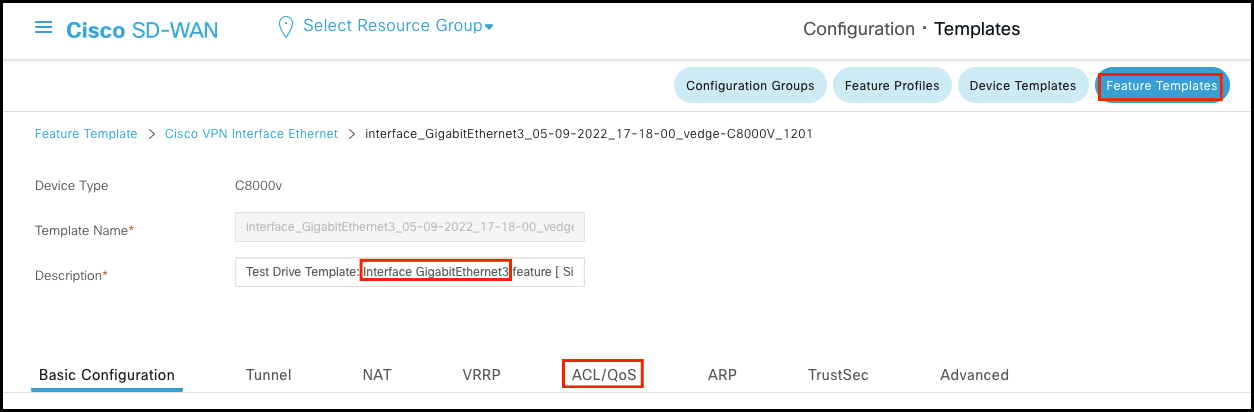 Cisco SD-WAN Select Resource Group Configuration · Templates
Configuration Groups Feature Profiles Device Templates Feature Templates
Feature Template > Cisco VPN Interface Ethernet > interface_GigabitEthernet3_05-09-2022_17-18-00_vedge-C8000V_1201
Device Type C8000v
Template Name* interface_GigabitEthernet3_05-09-2022_17-18-00_vedge
Description* Test Drive Template: Interface GigabitEthernet3 feature [ Si
Basic Configuration Tunnel NAT VRRP ACL/QoS ARP TrustSec Advanced